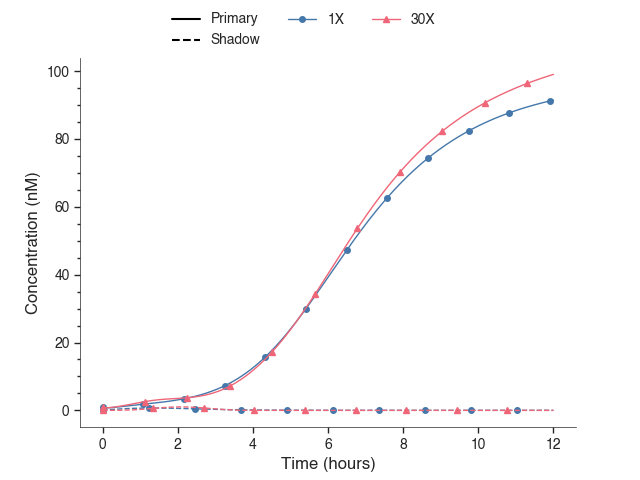 Primary
Shadow
1X
30X
100
80
60
40
20
0
Concentration (nM)
0 2 4 6 8 10 12
Time (hours)